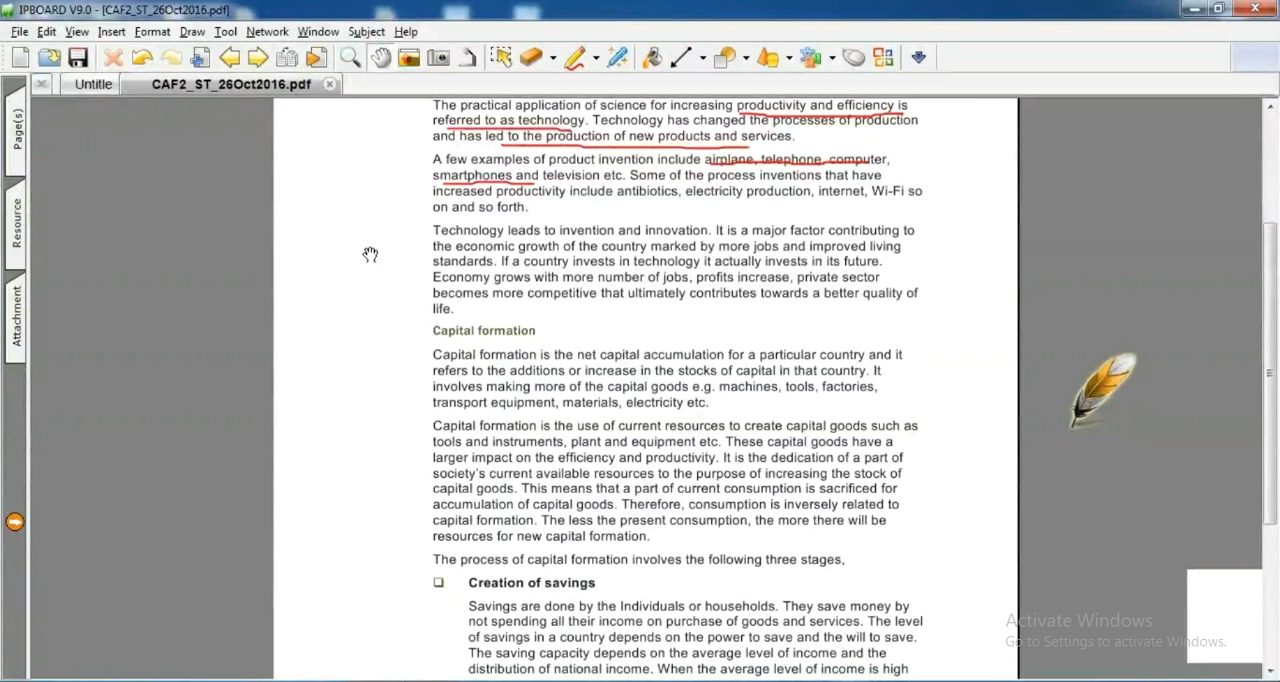 IPBOARD V9.0 - [CAF2_ST_26Oct2016.pdf]
File Edit View Insert Format Draw Tool Network Window Subject Help
Untitle CAF2_ST_26Oct2016.pdf
Page(s)
Resource
Attachment
The practical application of science for increasing productivity and efficiency is
referred to as technology. Technology has changed the processes of production
and has led to the production of new products and services.
A few examples of product invention include airplane, telephone, computer,
smartphones and television etc. Some of the process inventions that have
increased productivity include antibiotics, electricity production, internet, Wi-Fi so
on and so forth.
Technology leads to invention and innovation. It is a major factor contributing to
the economic growth of the country marked by more jobs and improved living
standards. If a country invests in technology it actually invests in its future.
Economy grows with more number of jobs, profits increase, private sector
becomes more competitive that ultimately contributes towards a better quality of
life.
Capital formation
Capital formation is the net capital accumulation for a particular country and it
refers to the additions or increase in the stocks of capital in that country. It
involves making more of the capital goods e.g. machines, tools, factories,
transport equipment, materials, electricity etc.
Capital formation is the use of current resources to create capital goods such as
tools and instruments, plant and equipment etc. These capital goods have a
larger impact on the efficiency and productivity. It is the dedication of a part of
society's current available resources to the purpose of increasing the stock of
capital goods. This means that a part of current consumption is sacrificed for
accumulation of capital goods. Therefore, consumption is inversely related to
capital formation. The less the present consumption, the more there will be
resources for new capital formation.
The process of capital formation involves the following three stages,
Creation of savings
Savings are done by the Individuals or households. They save money by
not spending all their income on purchase of goods and services. The level
of savings in a country depends on the power to save and the will to save.
The saving capacity depends on the average level of income and the
distribution of national income. When the average level of income is high
Activate Windows
Go to Settings to activate Windows.